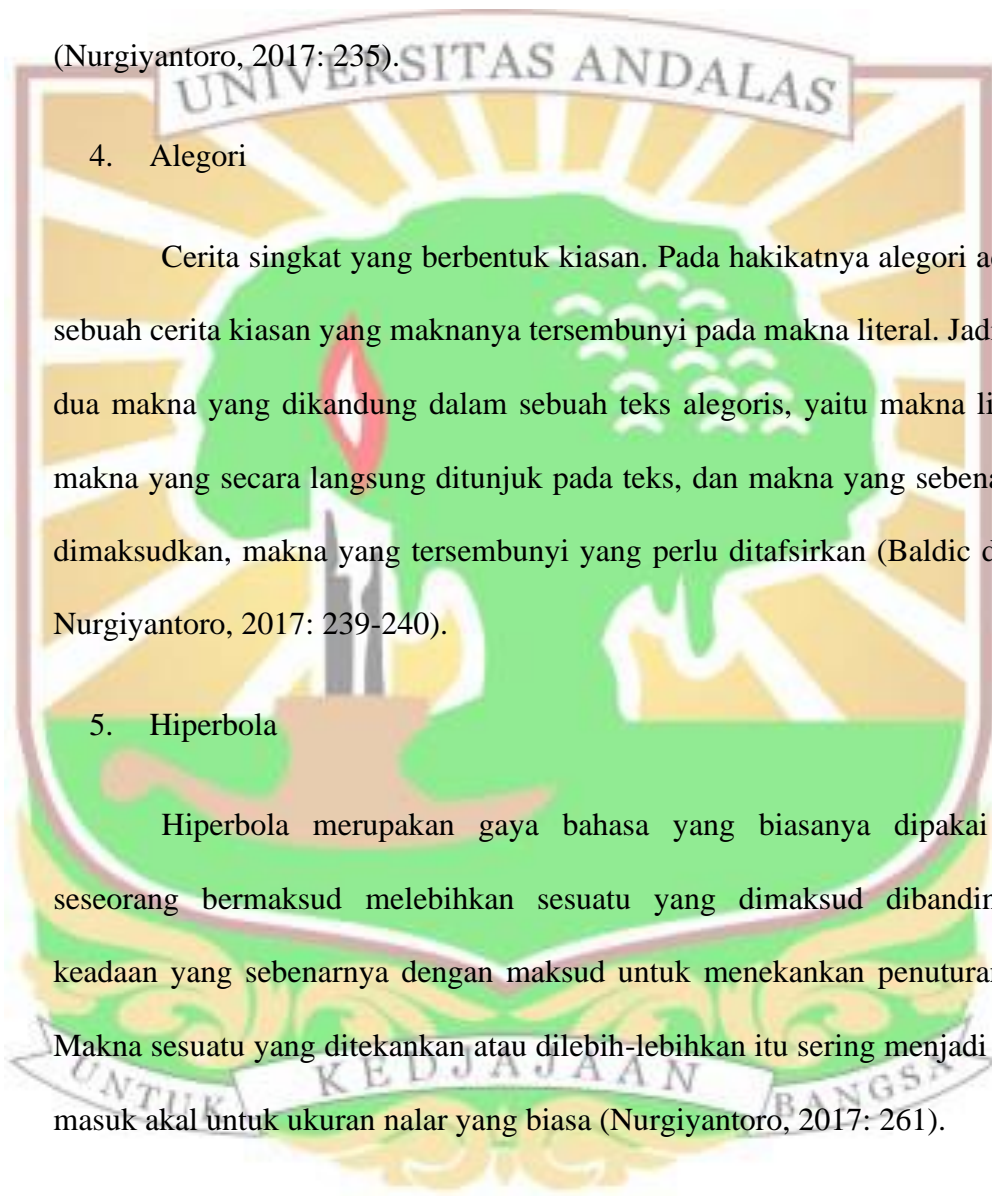 (Nurgiyantoro, 2017: 235).
UNIVERSITAS ANDALAS
4. Alegori
Cerita singkat yang berbentuk kiasan. Pada hakikatnya alegori
sebuah cerita kiasan yang maknanya tersembunyi pada makna literal. Jadi
dua makna yang dikandung dalam sebuah teks alegoris, yaitu makna
makna yang secara langsung ditunjuk pada teks, dan makna yang
dimaksudkan, makna yang tersembunyi yang perlu ditafsirkan (Baldic
Nurgiyantoro, 2017: 239-240).
5. Hiperbola
Hiperbola merupakan gaya bahasa yang biasanya dipakai
seseorang bermaksud melebihkan sesuatu yang dimaksud
keadaan yang sebenarnya dengan maksud untuk menekankan penuturan
Makna sesuatu yang ditekankan atau dilebih-lebihkan itu sering menjadi
masuk akal untuk ukuran nalar yang biasa (Nurgiyantoro, 2017: 261).
UNTUK KEDJAJAAN BANGSA